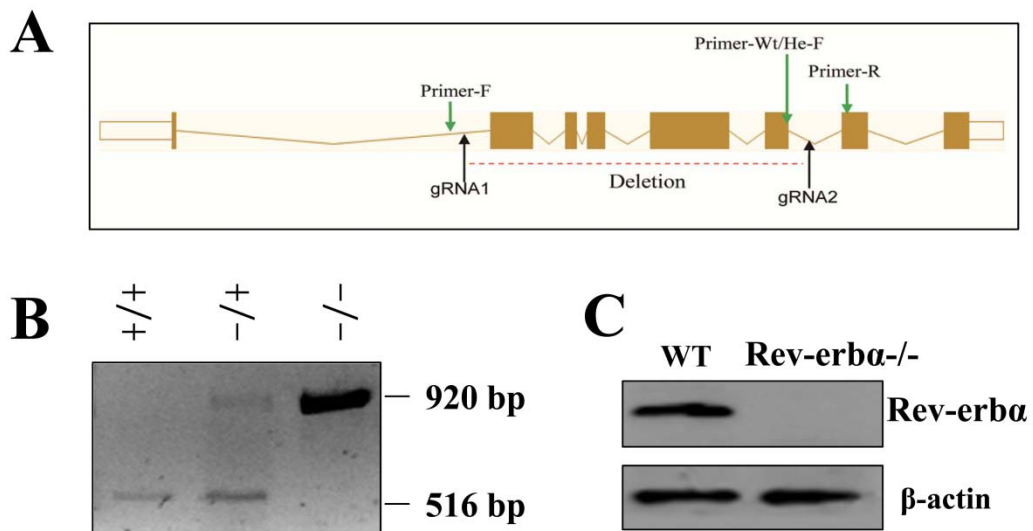 A
Primer-Wt/He-F
Primer-F
Primer-R
Deletion
gRNA1
gRNA2
B
+/+
+/-
-/-
920 bp
516 bp
C
WT Rev-erbα-/-
Rev-erbα
β-actin